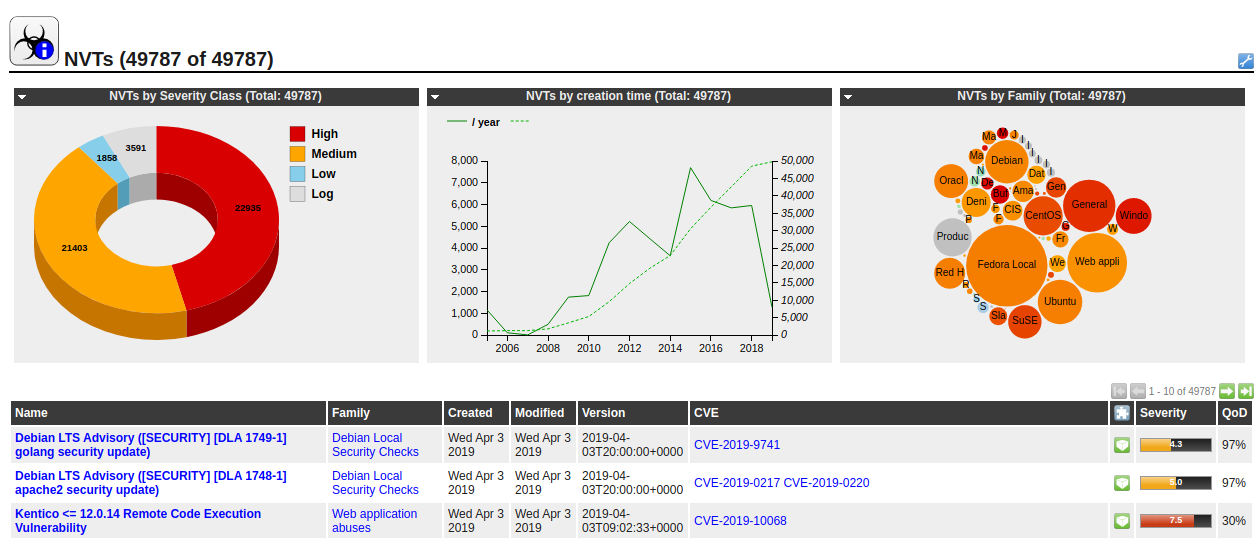 NVTs (49787 of 49787)
NVTs by Severity Class (Total: 49787)
High
Medium
Low
Log
3591
1858
22935
21403
NVTs by creation time (Total: 49787)
/ year
8,000
7,000
6,000
5,000
4,000
3,000
2,000
1,000
0
50,000
45,000
40,000
35,000
30,000
25,000
20,000
15,000
10,000
5,000
0
2006 2008 2010 2012 2014 2016 2018
NVTs by Family (Total: 49787)
Ma
J
Ma
Debian
N
Dat
Oracl
N
De
Gen
Buf
Ama
Deni
F
CIS
General
CentOS
Windo
P
F
G
W
Produc
Fr
Fedora Local
We
Web appli
Red H
R
S
S
Ubuntu
Sla
SuSE
1 - 10 of 49787
Name Family Created Modified Version CVE Severity QoD
Debian LTS Advisory ([SECURITY] [DLA 1749-1]
golang security update)
Debian Local
Security Checks
Wed Apr 3
2019
Wed Apr 3
2019
2019-04-
03T20:00:00+0000
CVE-2019-9741
4.3
97%
Debian LTS Advisory ([SECURITY] [DLA 1748-1]
apache2 security update)
Debian Local
Security Checks
Wed Apr 3
2019
Wed Apr 3
2019
2019-04-
03T20:00:00+0000
CVE-2019-0217 CVE-2019-0220
5.0
97%
Kentico <= 12.0.14 Remote Code Execution
Vulnerability
Web application
abuses
Wed Apr 3
2019
Wed Apr 3
2019
2019-04-
03T09:02:33+0000
CVE-2019-10068
7.5
30%